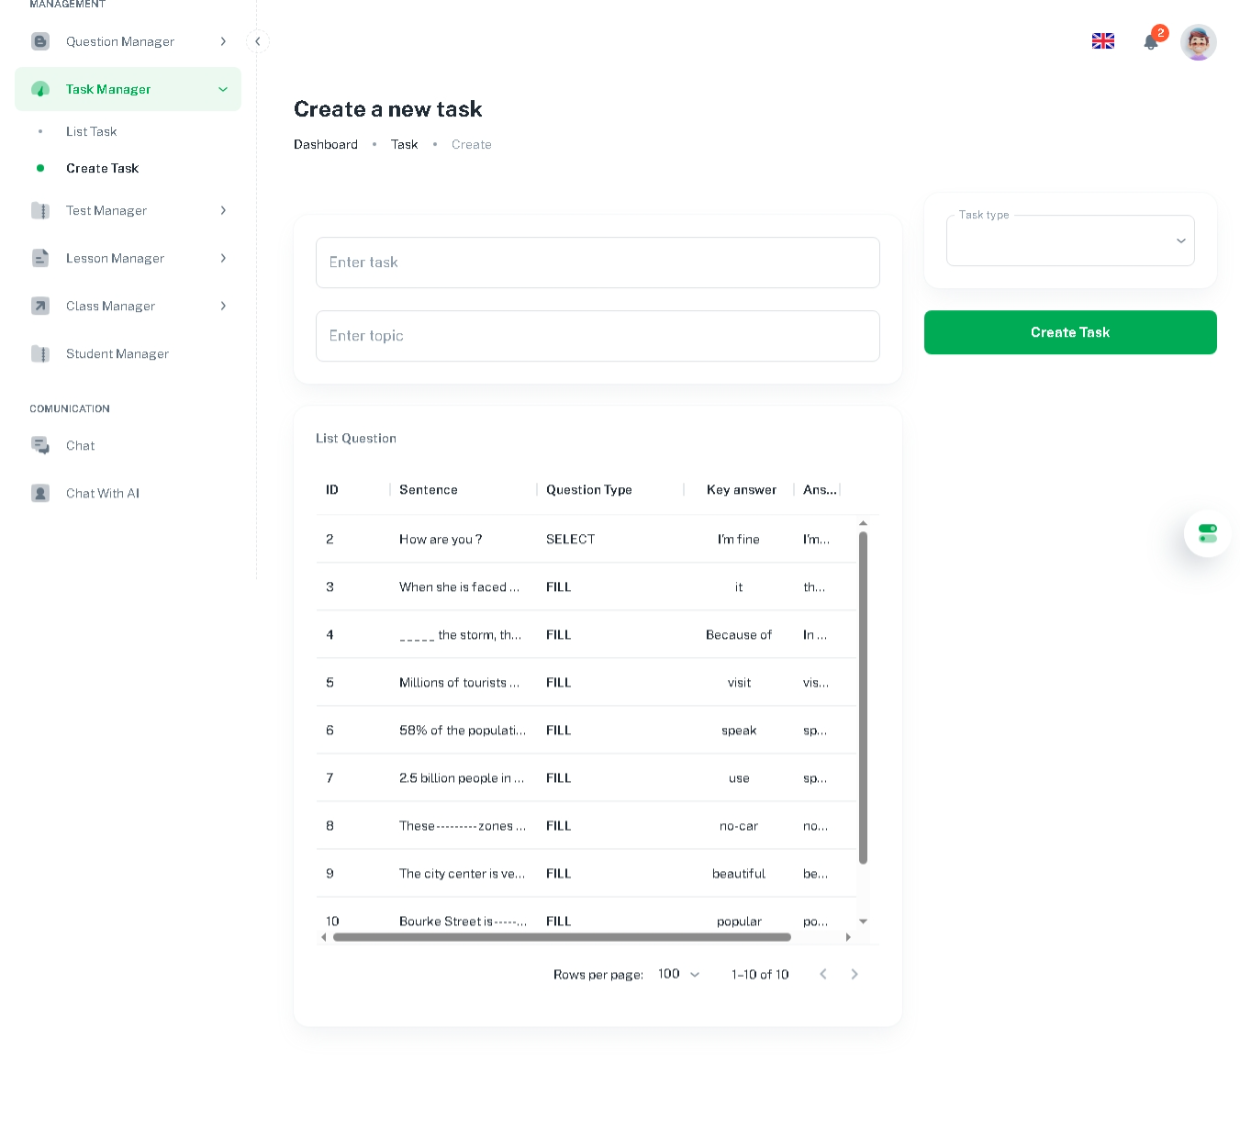 MANAGEMENT
Question Manager
Task Manager
List Task
Create Task
Test Manager
Lesson Manager
Class Manager
Student Manager
COMUNICATION
Chat
Chat With AI
2
Create a new task
Dashboard • Task • Create
Enter task
Enter topic
Task type
Create Task
List Question
ID Sentence Question Type Key answer Ans...
2 How are you ? SELECT I'm fine I'm...
3 When she is faced ... FILL it th...
4 _____ the storm, th... FILL Because of In ...
5 Millions of tourists ... FILL visit vis...
6 58% of the populati... FILL speak sp...
7 2.5 billion people in ... FILL use sp...
8 These --------- zones ... FILL no-car no...
9 The city center is ve... FILL beautiful be...
10 Bourke Street is -----... FILL popular po...
Rows per page: 100 1–10 of 10